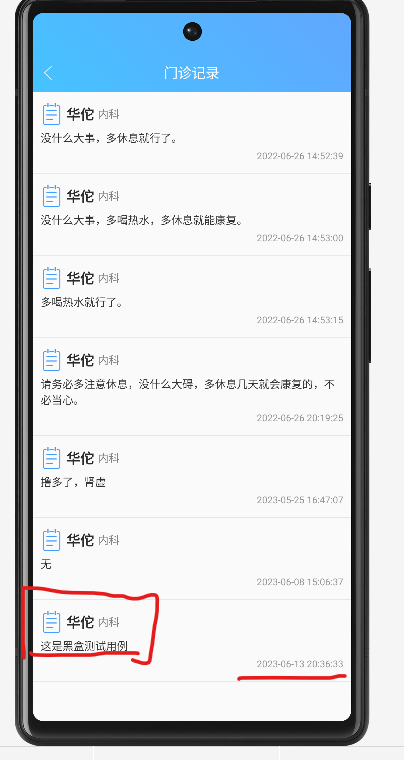 门诊记录
华佗 内科
没什么大事，多休息就行了。
2022-06-26 14:52:39
华佗 内科
没什么大事，多喝热水，多休息就能康复。
2022-06-26 14:53:00
华佗 内科
多喝热水就行了。
2022-06-26 14:53:15
华佗 内科
请务必多注意休息，没什么大碍，多休息几天就会康复的，不
必当心。
2022-06-26 20:19:25
华佗 内科
撸多了，肾虚
2023-05-25 16:47:07
华佗 内科
无
2023-06-08 15:06:37
华佗 内科
这是黑盒测试用例
2023-06-13 20:36:33